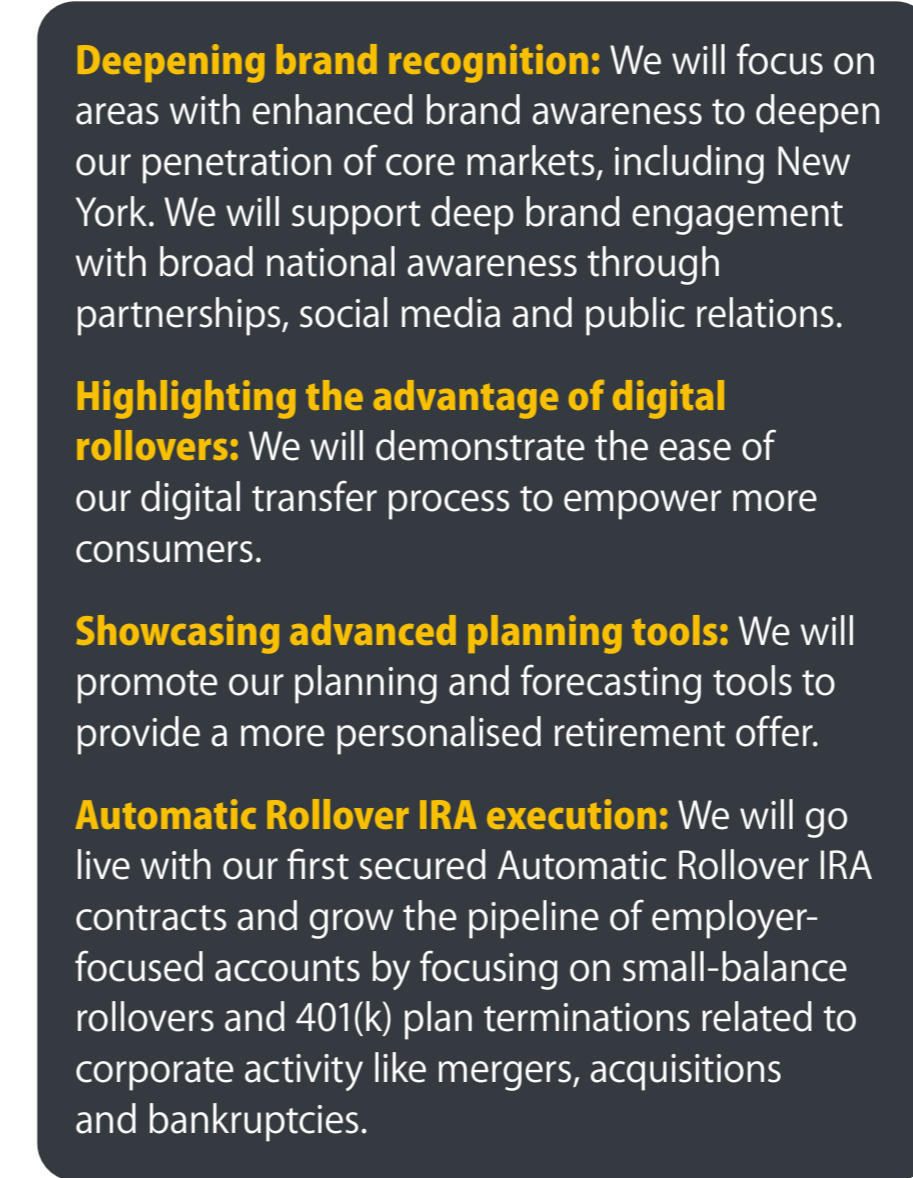 Deepening brand recognition: We will focus on
areas with enhanced brand awareness to deepen
our penetration of core markets, including New
York. We will support deep brand engagement
with broad national awareness through
partnerships, social media and public relations.
Highlighting the advantage of digital
rollovers: We will demonstrate the ease of
our digital transfer process to empower more
consumers.
Showcasing advanced planning tools: We will
promote our planning and forecasting tools to
provide a more personalised retirement offer.
Automatic Rollover IRA execution: We will go
live with our first secured Automatic Rollover IRA
contracts and grow the pipeline of employer-
focused accounts by focusing on small-balance
rollovers and 401(k) plan terminations related to
corporate activity like mergers, acquisitions
and bankruptcies.